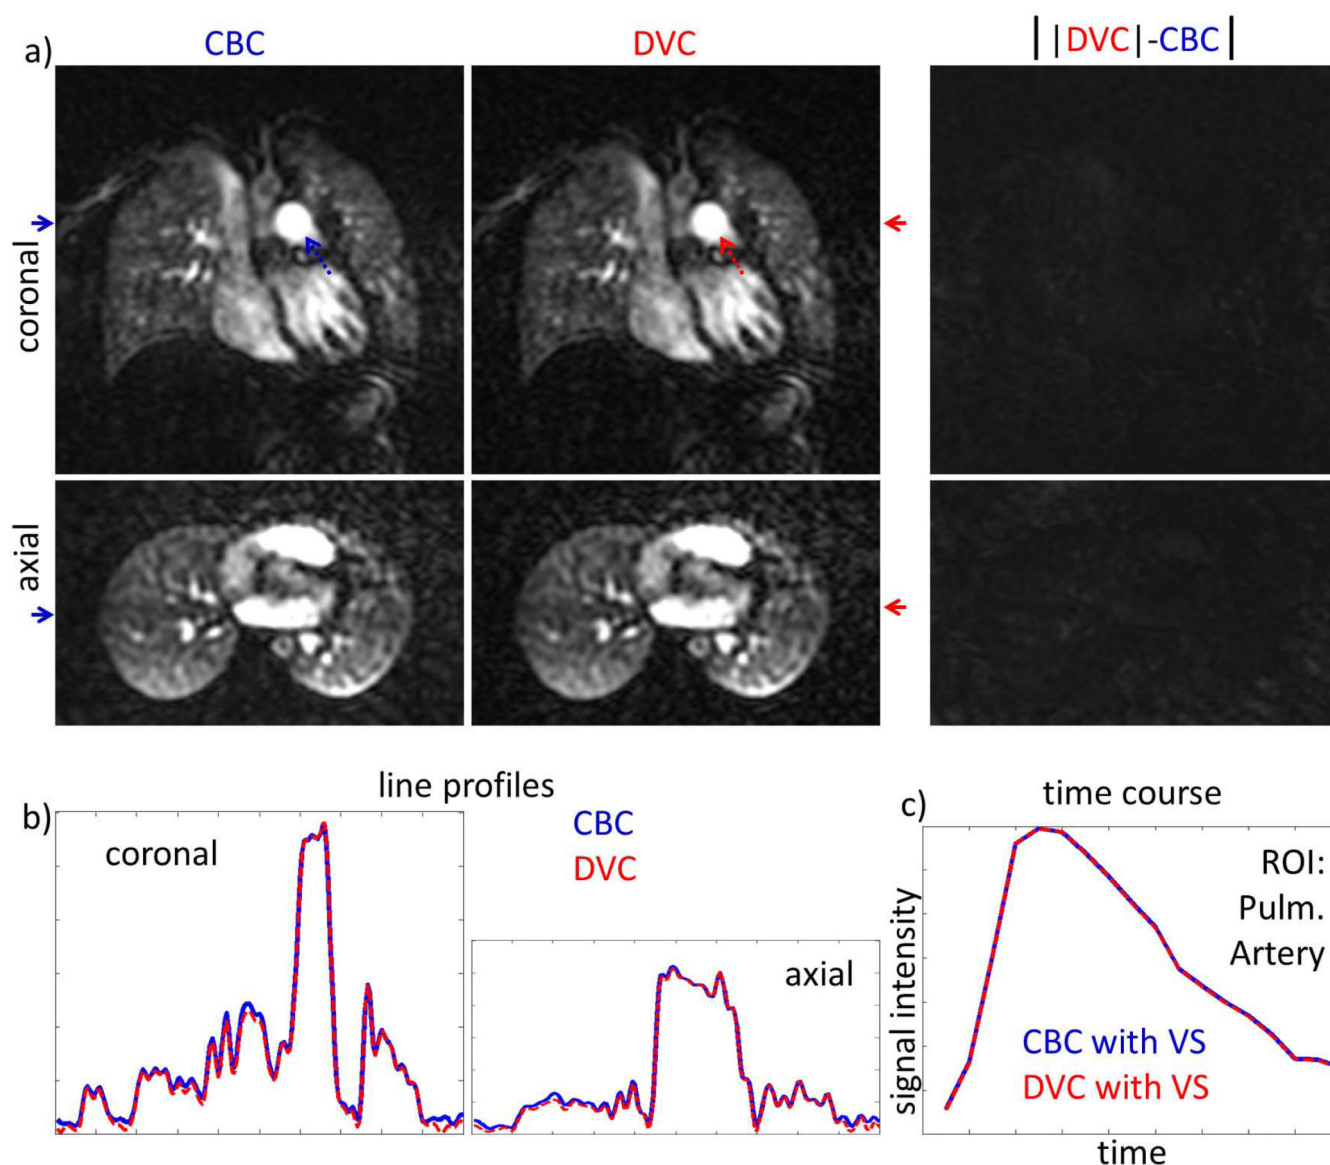 a)
CBC
DVC
||DVC|-CBC|
coronal
axial
line profiles
b)
coronal
CBC
DVC
axial
c)
time course
signal intensity
ROI:
Pulm.
Artery
CBC with VS
DVC with VS
time